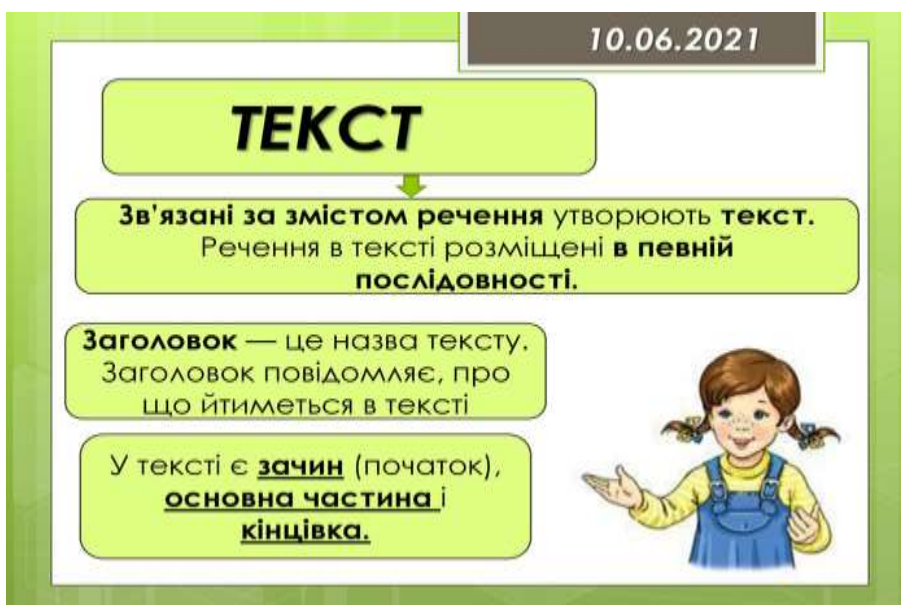 10.06.2021
ТЕКСТ
Зв’язані за змістом речення утворюють текст.
Речення в тексті розміщені в певній
послідовності.
Заголовок — це назва тексту.
Заголовок повідомляє, про
що йтиметься в тексті
У тексті є зачин (початок),
основна частина і
кінцівка.